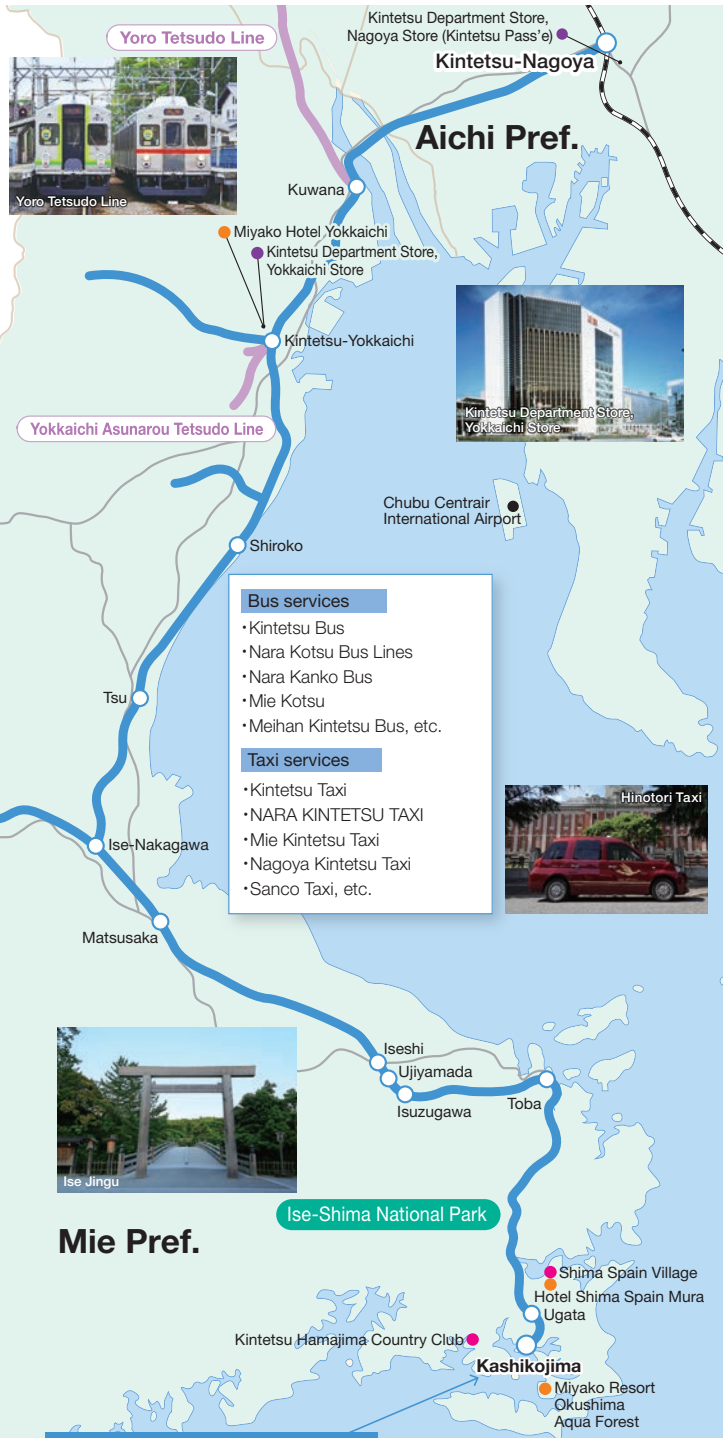 Kintetsu Department Store,
Nagoya Store (Kintetsu Pass'e)
Yoro Tetsudo Line
Kintetsu-Nagoya
Aichi Pref.
Yoro Tetsudo Line
Kuwana
Miyako Hotel Yokkaichi
Kintetsu Department Store,
Yokkaichi Store
Kintetsu-Yokkaichi
Kintetsu Department Store,
Yokkaichi Store
Yokkaichi Asunarou Tetsudo Line
Chubu Centrair
International Airport
Shiroko
Bus services
・Kintetsu Bus
・Nara Kotsu Bus Lines
・Nara Kanko Bus
・Mie Kotsu
・Meihan Kintetsu Bus, etc.
Taxi services
・Kintetsu Taxi
・NARA KINTETSU TAXI
・Mie Kintetsu Taxi
・Nagoya Kintetsu Taxi
・Sanco Taxi, etc.
Tsu
Hinotori Taxi
Ise-Nakagawa
Matsusaka
Iseshi
Ujiyamada
Isuzugawa
Toba
Ise Jingu
Ise-Shima National Park
Mie Pref.
Shima Spain Village
Hotel Shima Spain Mura
Ugata
Kintetsu Hamajima Country Club
Kashikojima
Miyako Resort
Okushima
Aqua Forest